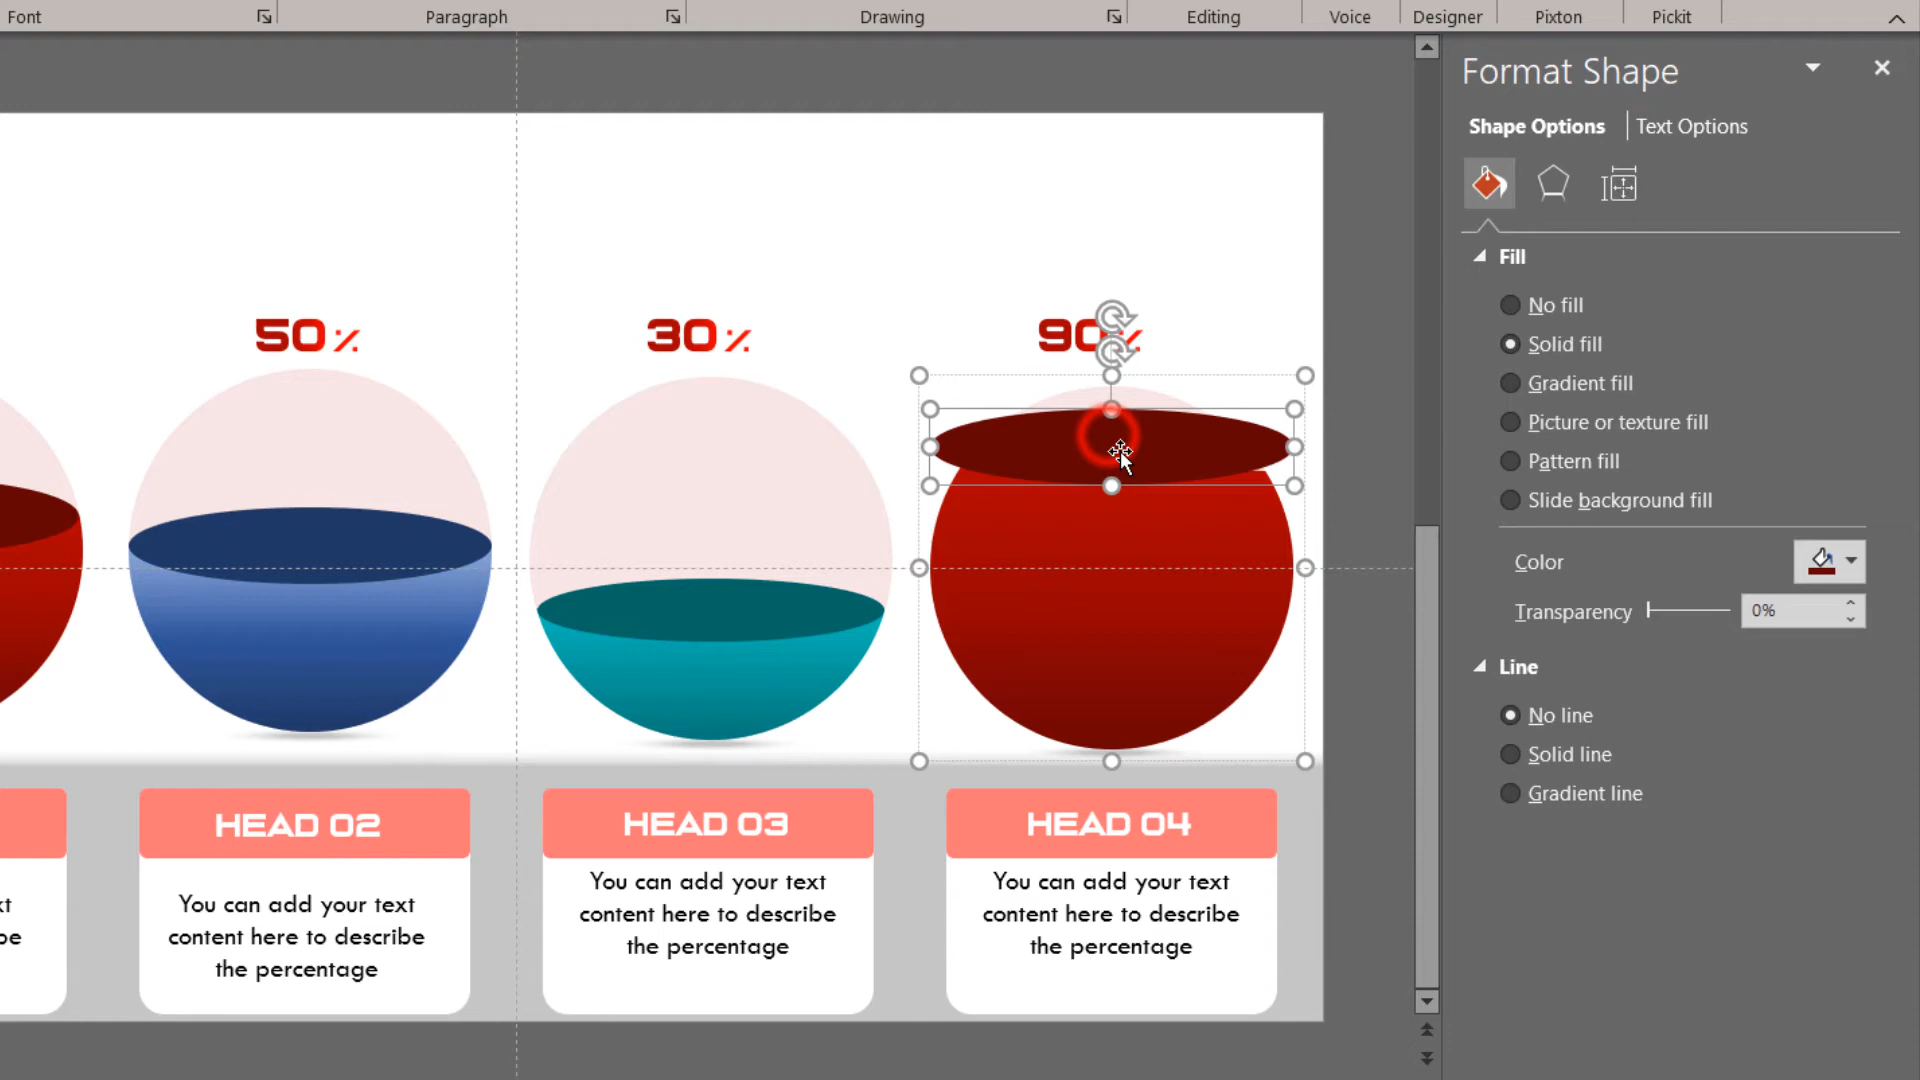 Font
Paragraph
Drawing
Editing
Voice
Designer
Pixton
Pickit
Format Shape
Shape Options
Text Options
Fill
No fill
Solid fill
Gradient fill
Picture or texture fill
Pattern fill
Slide background fill
Color
Transparency
0%
Line
No line
Solid line
Gradient line
50%
30%
90%
HEAD 02
HEAD 03
HEAD 04
You can add your text
content here to describe
the percentage
You can add your text
content here to describe
the percentage
You can add your text
content here to describe
the percentage